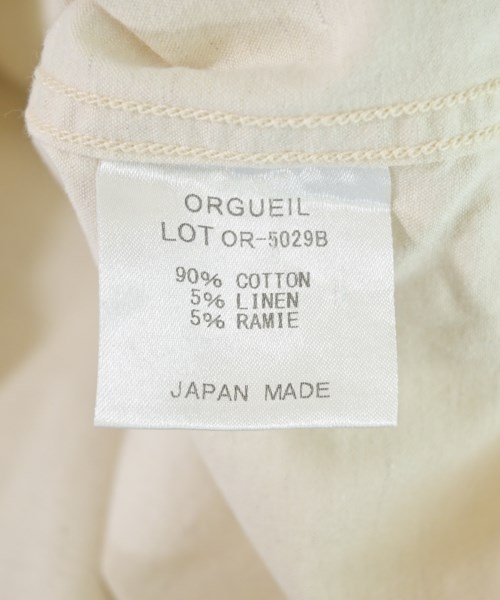 ORGUEIL
LOT OR-5029B
90% COTTON
5% LINEN
5% RAMIE
JAPAN MADE